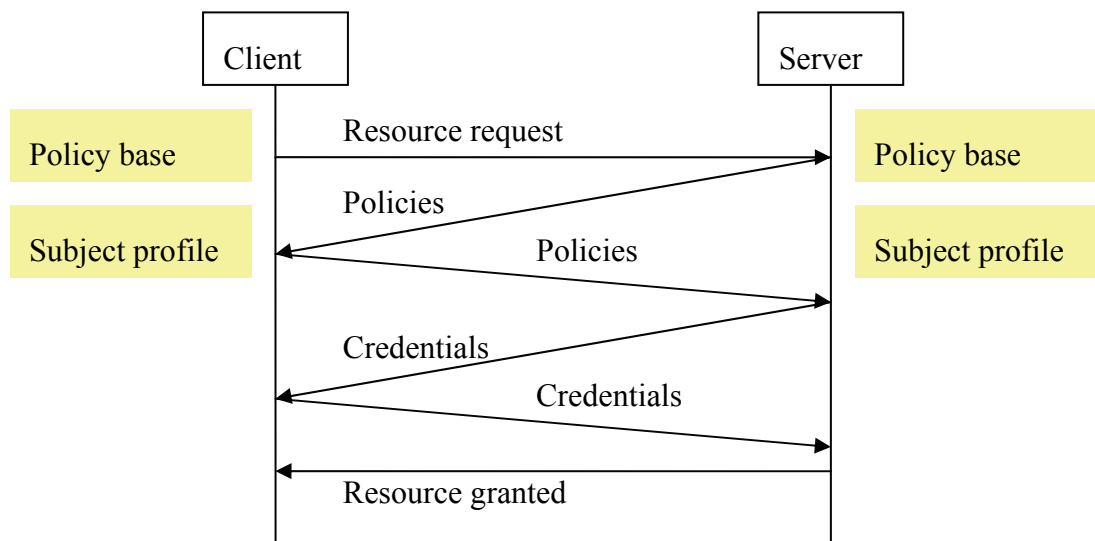 Client
Server
Resource request
Policy base
Policy base
Policies
Subject profile
Policies
Subject profile
Credentials
Credentials
Resource granted